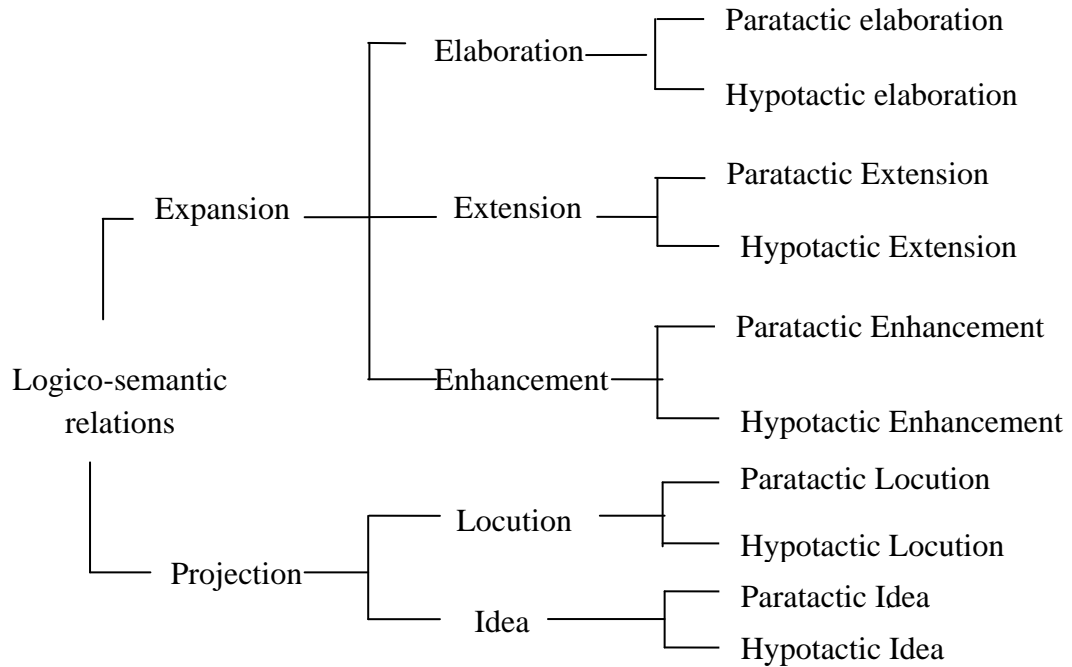 Paratactic elaboration
Elaboration
Hypotactic elaboration
Paratactic Extension
Expansion
Extension
Hypotactic Extension
Paratactic Enhancement
Logico-semantic
relations
Enhancement
Hypotactic Enhancement
Paratactic Locution
Locution
Hypotactic Locution
Projection
Paratactic Idea
Idea
Hypotactic Idea